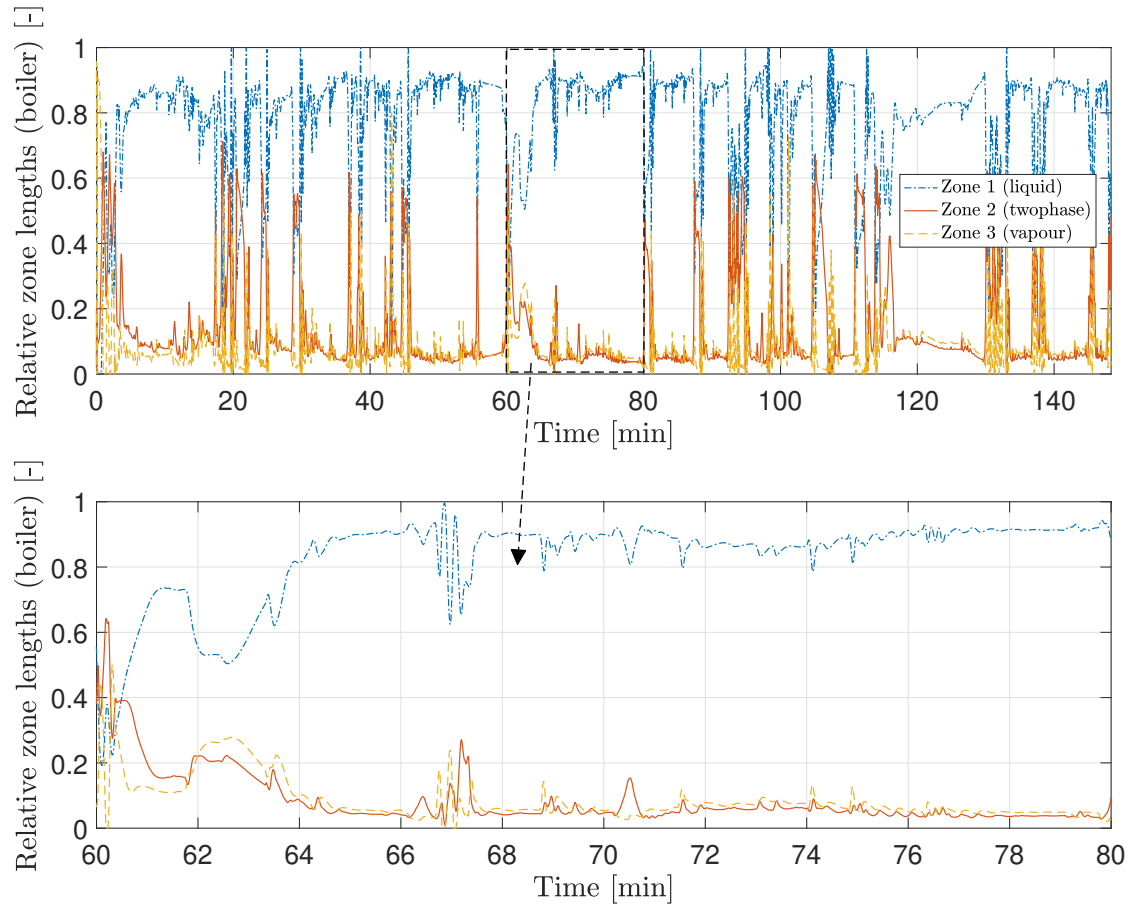 Relative zone lengths (boiler) [-]
1
0.8
0.6
0.4
0.2
0
0 20 40 60 80 100 120 140
Time [min]
Zone 1 (liquid)
Zone 2 (twophase)
Zone 3 (vapour)
Relative zone lengths (boiler) [-]
1
0.8
0.6
0.4
0.2
0
60 62 64 66 68 70 72 74 76 78 80
Time [min]